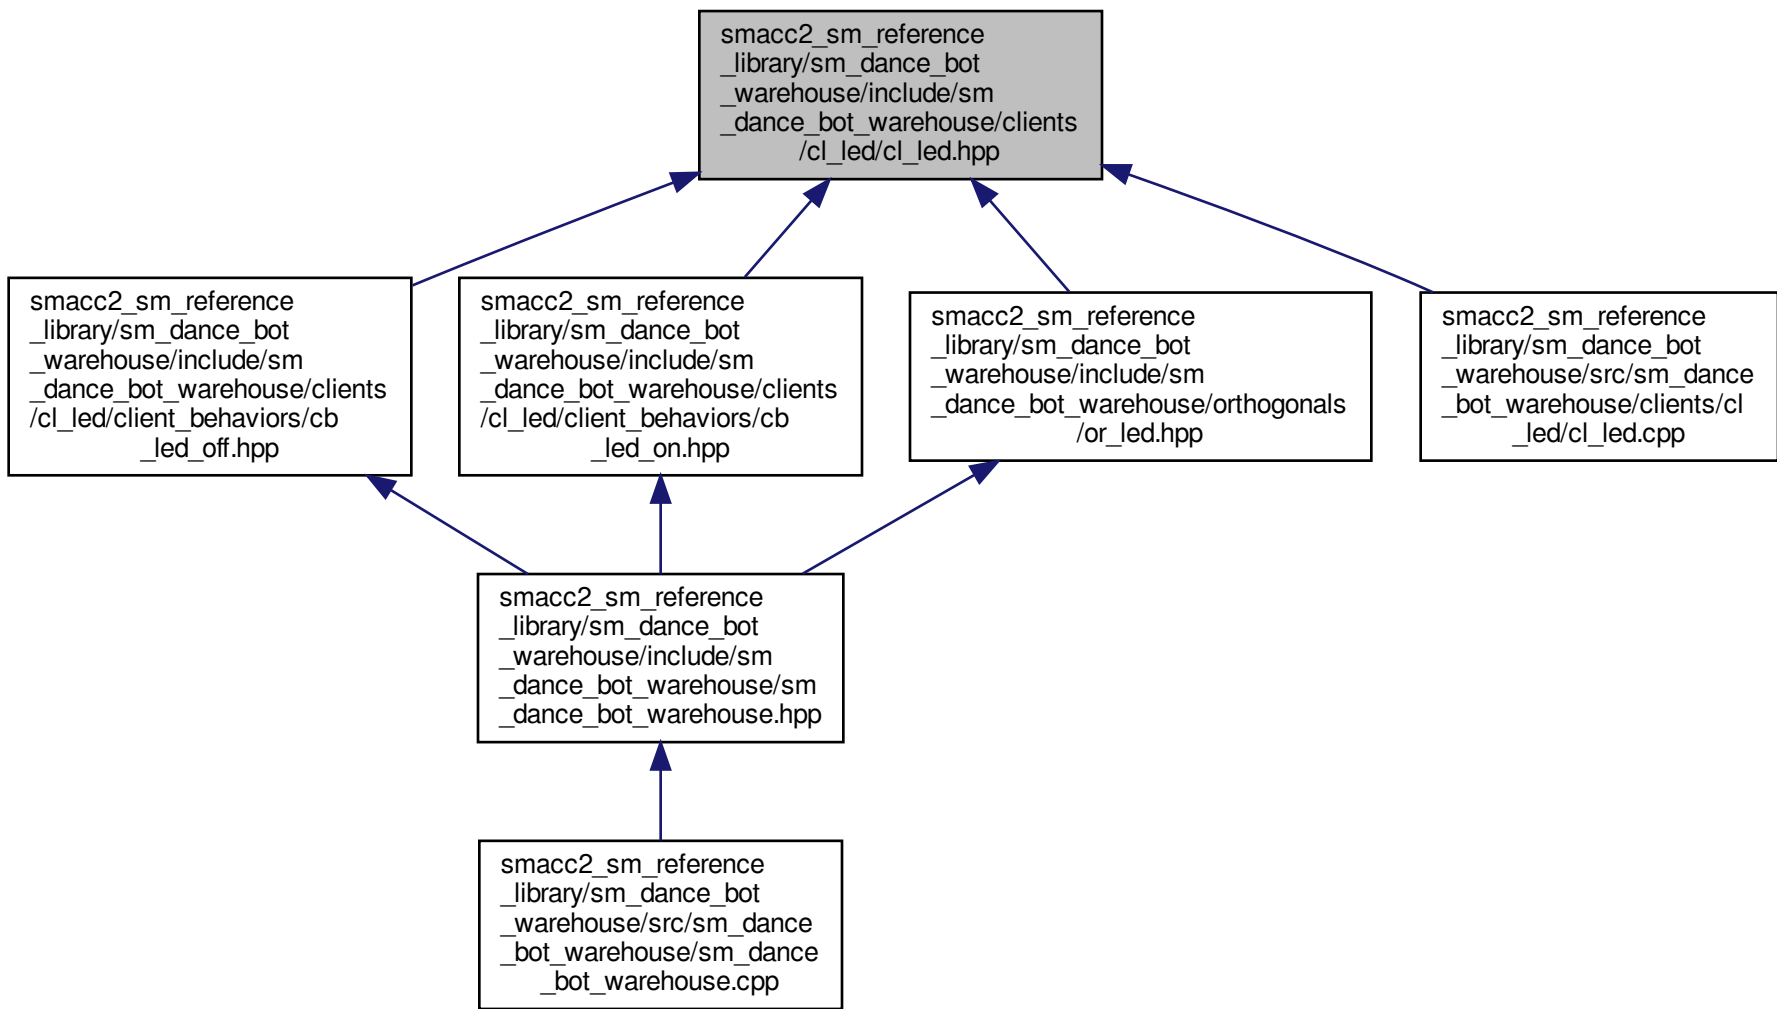 smacc2_sm_reference
_library/sm_dance_bot
_warehouse/include/sm
_dance_bot_warehouse/clients
/cl_led/cl_led.hpp
smacc2_sm_reference
_library/sm_dance_bot
_warehouse/include/sm
_dance_bot_warehouse/clients
/cl_led/client_behaviors/cb
_led_off.hpp
smacc2_sm_reference
_library/sm_dance_bot
_warehouse/include/sm
_dance_bot_warehouse/clients
/cl_led/client_behaviors/cb
_led_on.hpp
smacc2_sm_reference
_library/sm_dance_bot
_warehouse/include/sm
_dance_bot_warehouse/orthogonals
/or_led.hpp
smacc2_sm_reference
_library/sm_dance_bot
_warehouse/src/sm_dance
_bot_warehouse/clients/cl
_led/cl_led.cpp
smacc2_sm_reference
_library/sm_dance_bot
_warehouse/include/sm
_dance_bot_warehouse/sm
_dance_bot_warehouse.hpp
smacc2_sm_reference
_library/sm_dance_bot
_warehouse/src/sm_dance
_bot_warehouse/sm_dance
_bot_warehouse.cpp